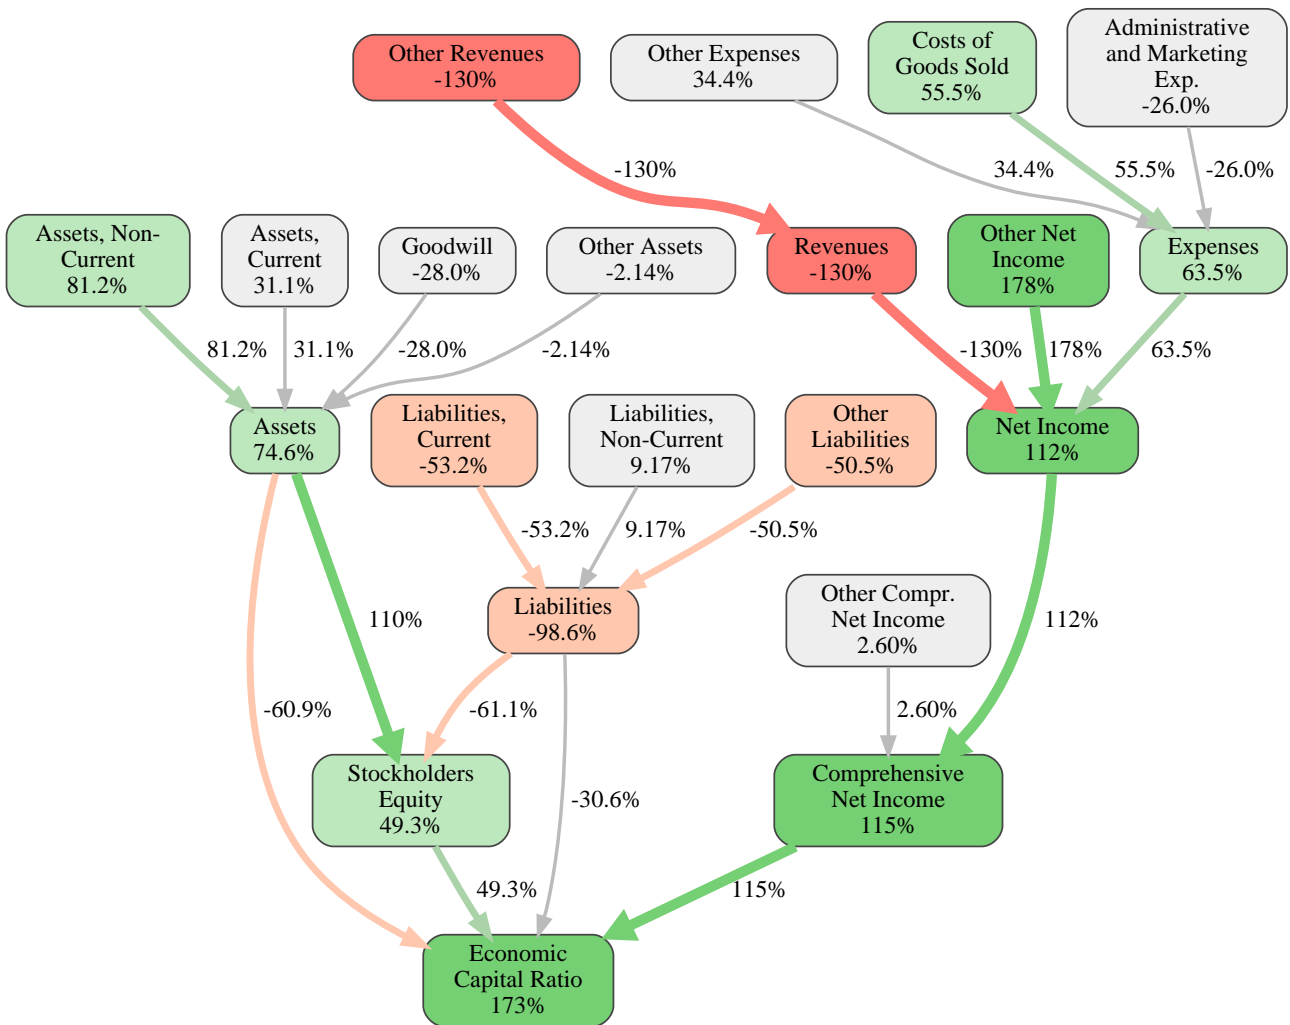 Other Revenues
-130%
Other Expenses
34.4%
Costs of
Goods Sold
55.5%
Administrative
and Marketing
Exp.
-26.0%
-130%
34.4%
55.5%
-26.0%
Assets, Non-
Current
81.2%
Assets,
Current
31.1%
Goodwill
-28.0%
Other Assets
-2.14%
Revenues
-130%
Other Net
Income
178%
Expenses
63.5%
81.2%
31.1%
-28.0%
-2.14%
-130%
178%
63.5%
Assets
74.6%
Liabilities,
Current
-53.2%
Liabilities,
Non-Current
9.17%
Other
Liabilities
-50.5%
Net Income
112%
-53.2%
9.17%
-50.5%
Liabilities
-98.6%
Other Compr.
Net Income
2.60%
110%
112%
-60.9%
-61.1%
2.60%
Stockholders
Equity
49.3%
-30.6%
Comprehensive
Net Income
115%
49.3%
115%
Economic
Capital Ratio
173%